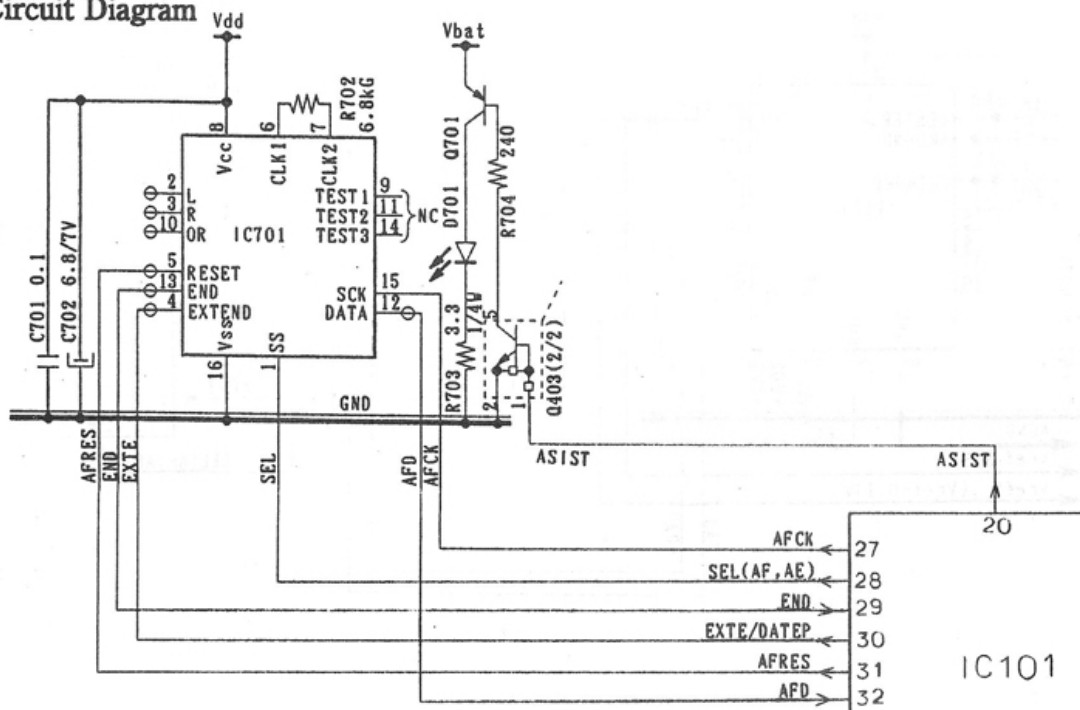 Circuit Diagram
Vdd
Vbat
8
6
7
R702
6.8kG
Vcc
CLK1
CLK2
Q701
240
2
L
3
R
10
OR
IC701
TEST1
9
TEST2
11
TEST3
14
NC
D701
R704
C701 0.1
C702 6.8/7V
5
RESET
13
END
4
EXTEND
SCK
15
DATA
12
Vss
SS
16
1
R703 3.3
1/4W
5
2
1
Q403(2/2)
GND
AFRES
END
EXTE
SEL
AFD
AFCK
ASIST
ASIST
20
AFCK
27
SEL(AF,AE)
28
END
29
EXTE/DATEP
30
AFRES
31
AFD
32
IC101